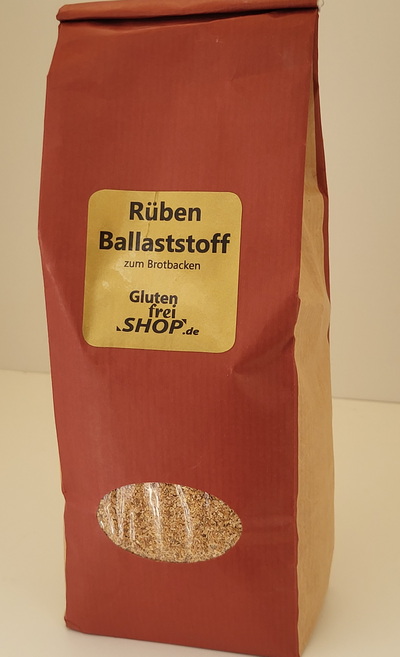 Rüben
Ballaststoff
zum Brotbacken
Gluten
frei
SHOP.de